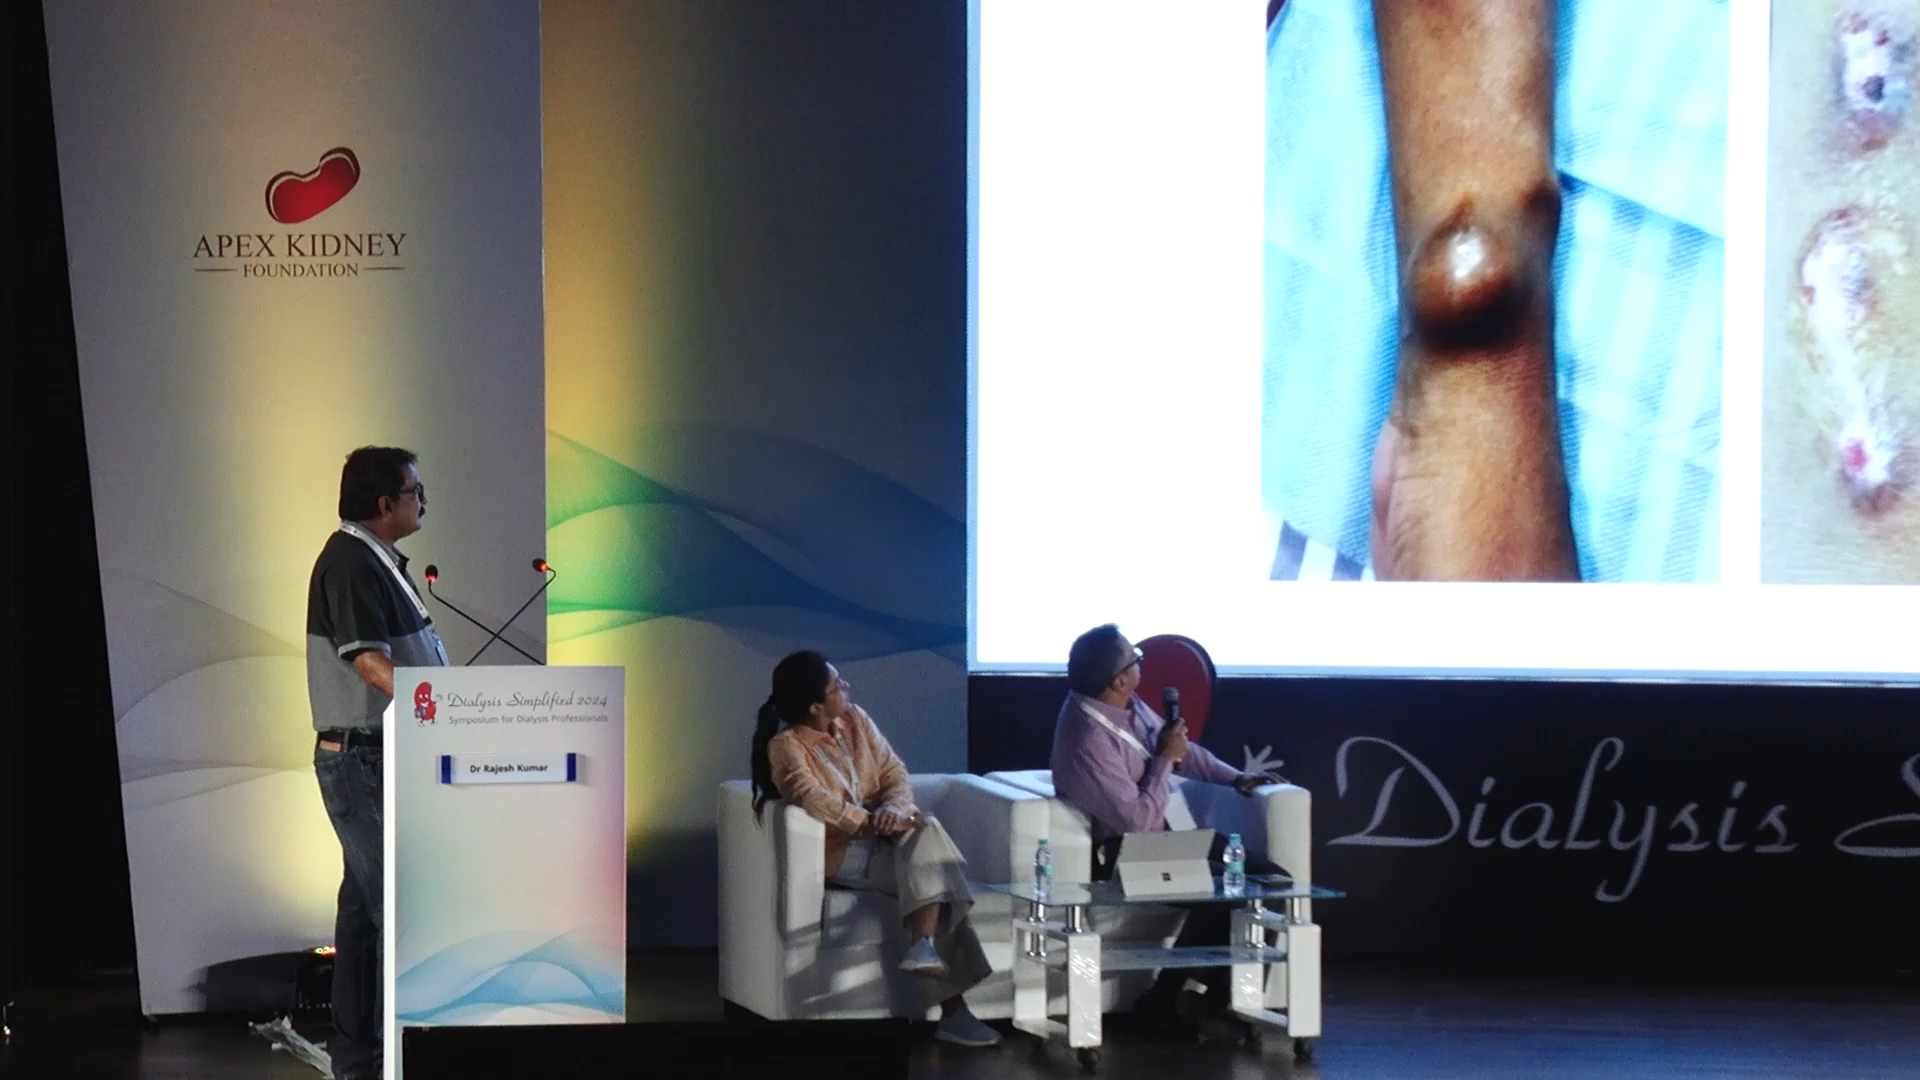 APEX KIDNEY
FOUNDATION
Dialysis Simplified 2024
Symposium for Dialysis Professionals
Dr Rajesh Kumar
Dialysis S